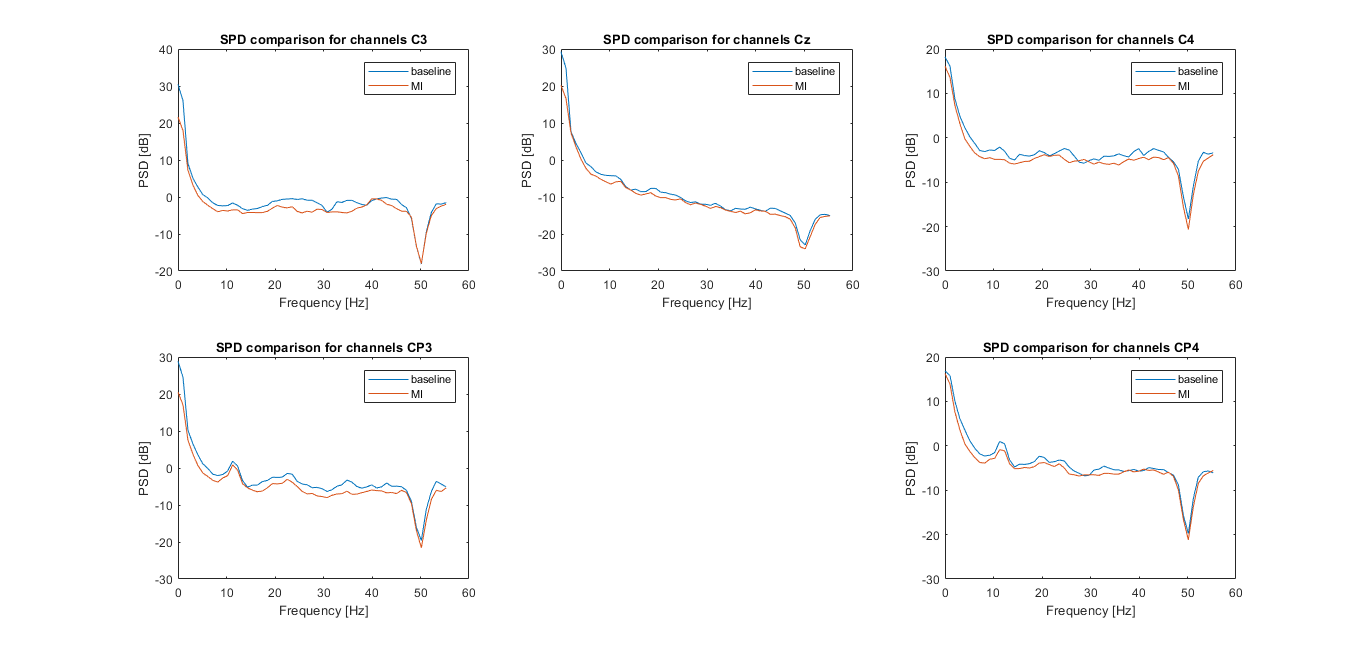 SPD comparison for channels C3
40
30
20
10
0
-10
-20
PSD [dB]
baseline
MI
0 10 20 30 40 50 60
Frequency [Hz]
SPD comparison for channels Cz
30
20
10
0
-10
-20
-30
PSD [dB]
baseline
MI
0 10 20 30 40 50 60
Frequency [Hz]
SPD comparison for channels C4
20
10
0
-10
-20
-30
PSD [dB]
baseline
MI
0 10 20 30 40 50 60
Frequency [Hz]
SPD comparison for channels CP3
30
20
10
0
-10
-20
-30
PSD [dB]
baseline
MI
0 10 20 30 40 50 60
Frequency [Hz]
SPD comparison for channels CP4
20
10
0
-10
-20
-30
PSD [dB]
baseline
MI
0 10 20 30 40 50 60
Frequency [Hz]